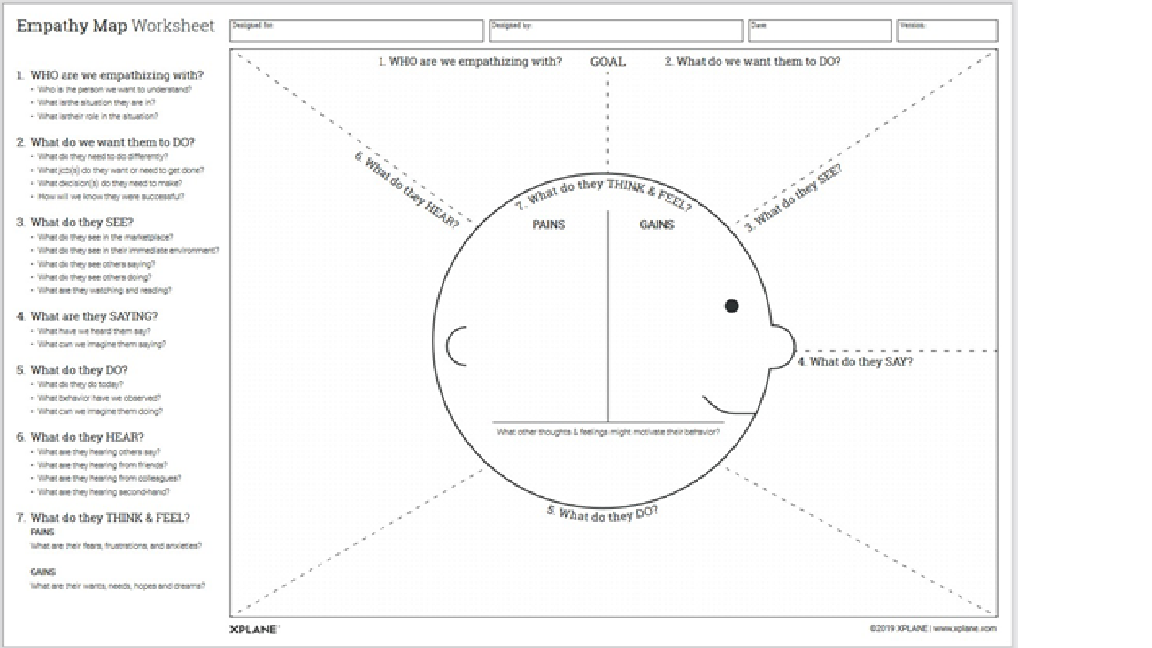 Empathy Map Worksheet
Designed for:
Designed by:
Date:
Version:
1. WHO are we empathizing with?
• Who is the person we want to understand?
• What is the situation they are in?
• What is their role in the situation?
2. What do we want them to DO?
• What do they need to do differently?
• What job(s) do they want or need to get done?
• What decision(s) do they need to make?
• How will we know they were successful?
3. What do they SEE?
• What do they see in the marketplace?
• What do they see in their immediate environment?
• What do they see others saying?
• What do they see others doing?
• What are they watching and reading?
4. What are they SAYING?
• What have we heard them say?
• What can we imagine them saying?
5. What do they DO?
• What do they do today?
• What behavior have we observed?
• What can we imagine them doing?
6. What do they HEAR?
• What are they hearing others say?
• What are they hearing from friends?
• What are they hearing from colleagues?
• What are they hearing second-hand?
7. What do they THINK & FEEL?
PAINS
What are their fears, frustrations, and anxieties?
GAINS
What are their wants, needs, hopes and dreams?
1. WHO are we empathizing with?
GOAL
2. What do we want them to DO?
6. What do they HEAR?
7. What do they THINK & FEEL?
3. What do they SEE?
PAINS
GAINS
4. What do they SAY?
What other thoughts & feelings might motivate their behavior?
5. What do they DO?
XPLANE
©2019 XPLANE | www.xplane.com